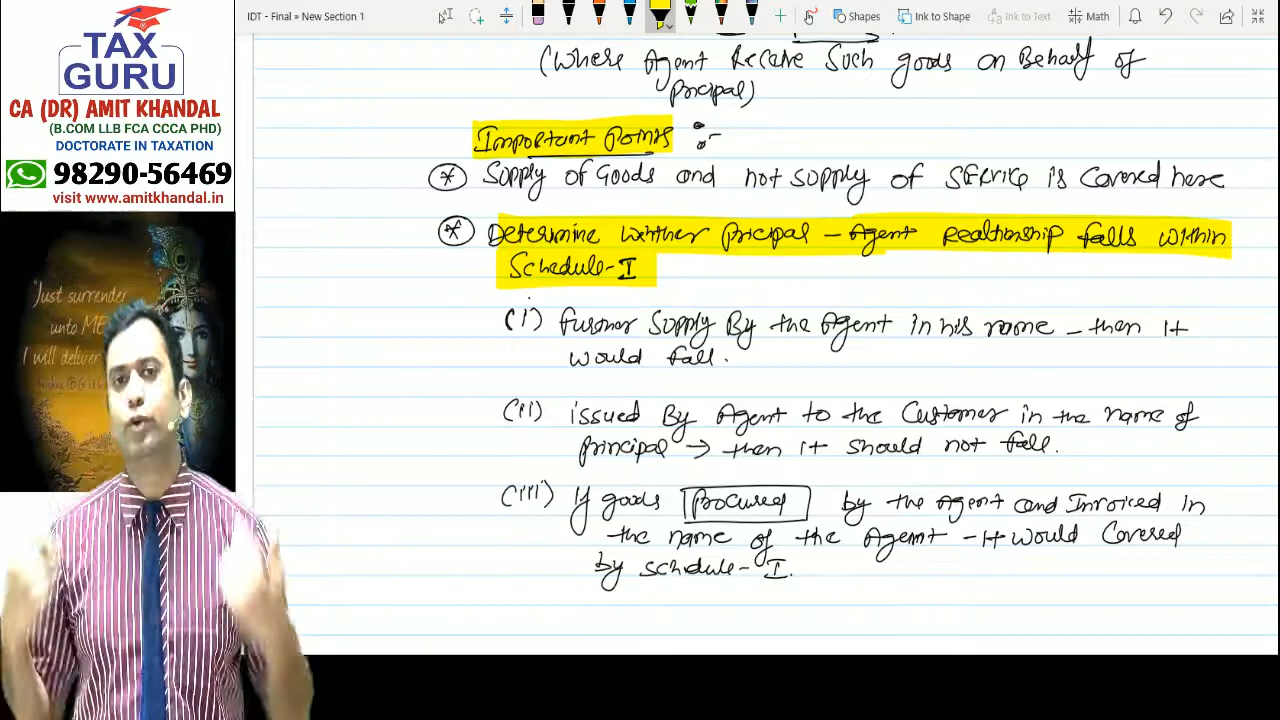 IDT - Final » New Section 1
Shapes
Ink to Shape
Ink to Text
Math
TAX
GURU
CA (DR) AMIT KHANDAL
(B.COM LLB FCA CCCA PHD)
DOCTORATE IN TAXATION
98290-56469
visit www.amitkhandal.in
"Just surrender
unto ME
I will deliver
(Where Agent Receive Such goods on Behalf of
Principal)
Important Points :-
* Supply of Goods and not supply of service is Covered here
* Determine whether principal - Agent Realtionship falls within
Schedule-I
(i) further Supply By the Agent in his name - then it
would fall.
(ii) issued By Agent to the Customer in the name of
principal → then it should not fall.
(iii) If goods Procured by the Agent and Invoiced in
the name of the Agent - It would Covered
by schedule- I.